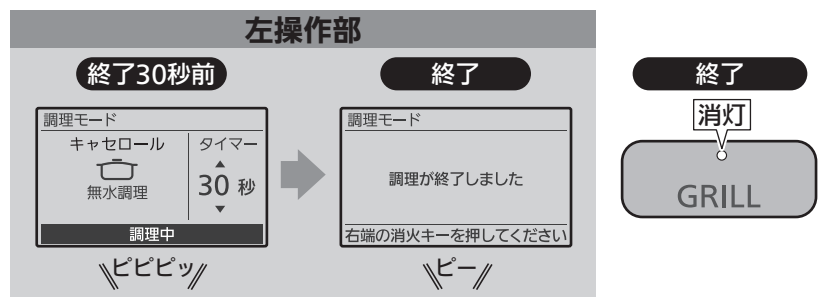 左操作部
終了30秒前
調理モード
キャセロール
無水調理
タイマー
30 秒
調理中
ピピピッ
終了
調理モード
調理が終了しました
右端の消火キーを押してください
ピー
終了
消灯
GRILL